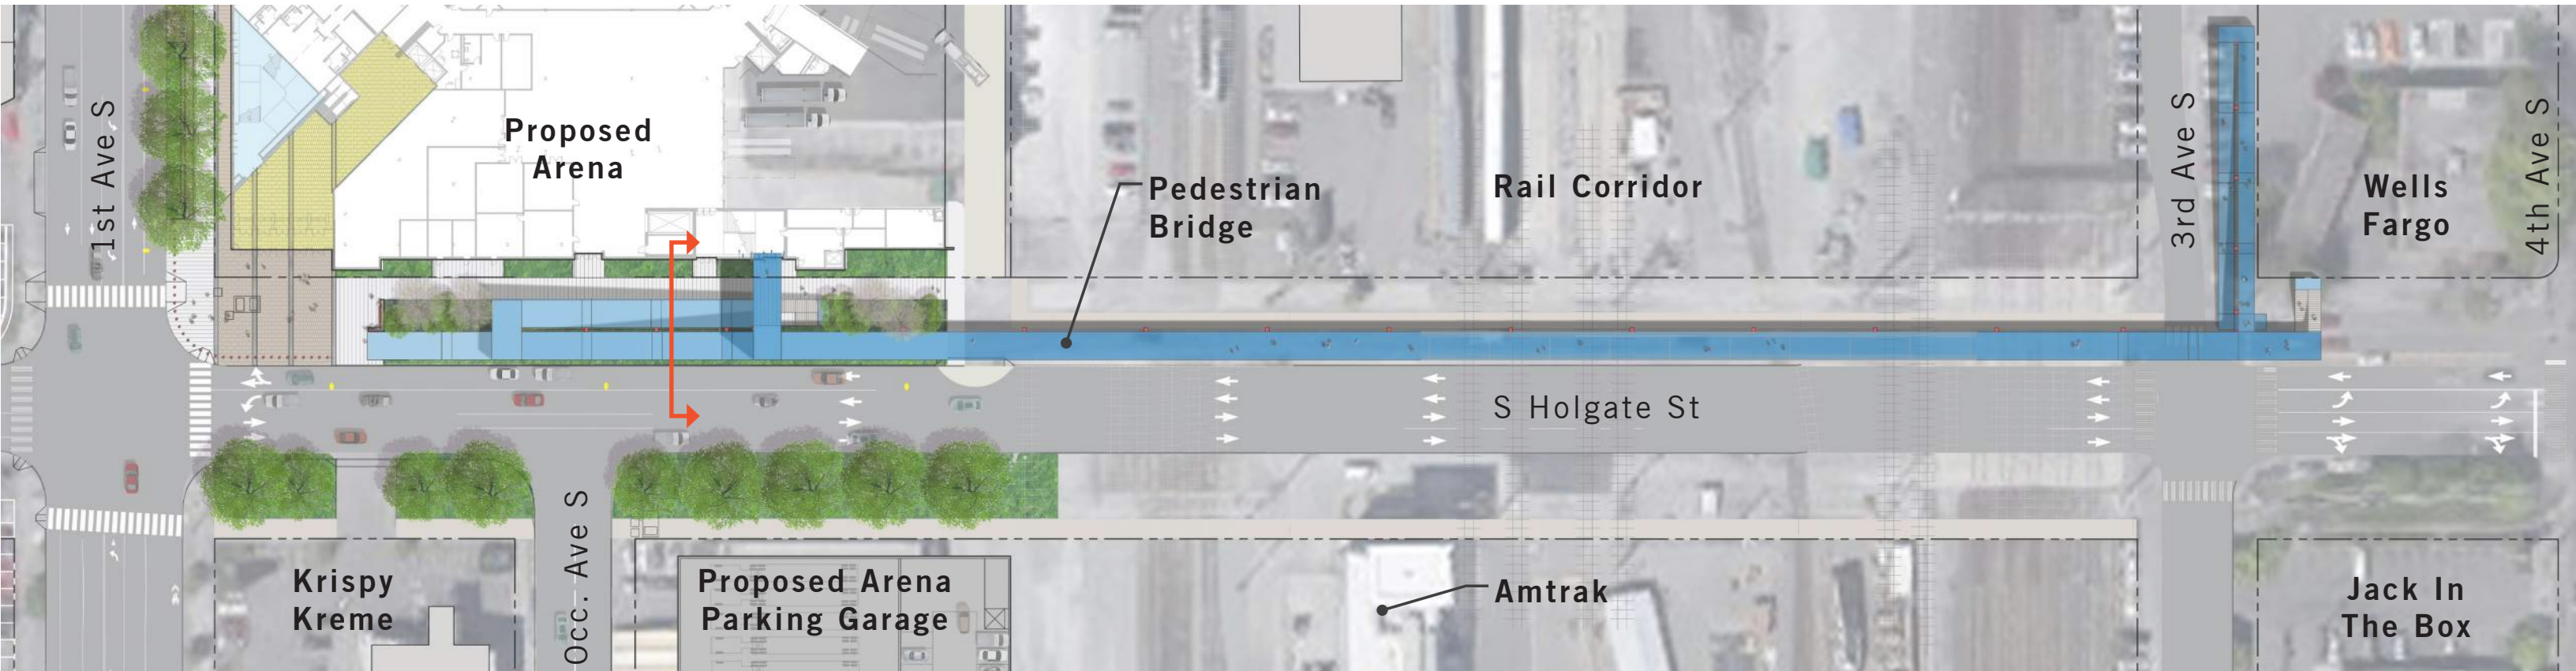 1st Ave S
Proposed
Arena
Pedestrian
Bridge
Rail Corridor
3rd Ave S
Wells
Fargo
4th Ave S
S Holgate St
Krispy
Kreme
Occ. Ave S
Proposed Arena
Parking Garage
Amtrak
Jack In
The Box